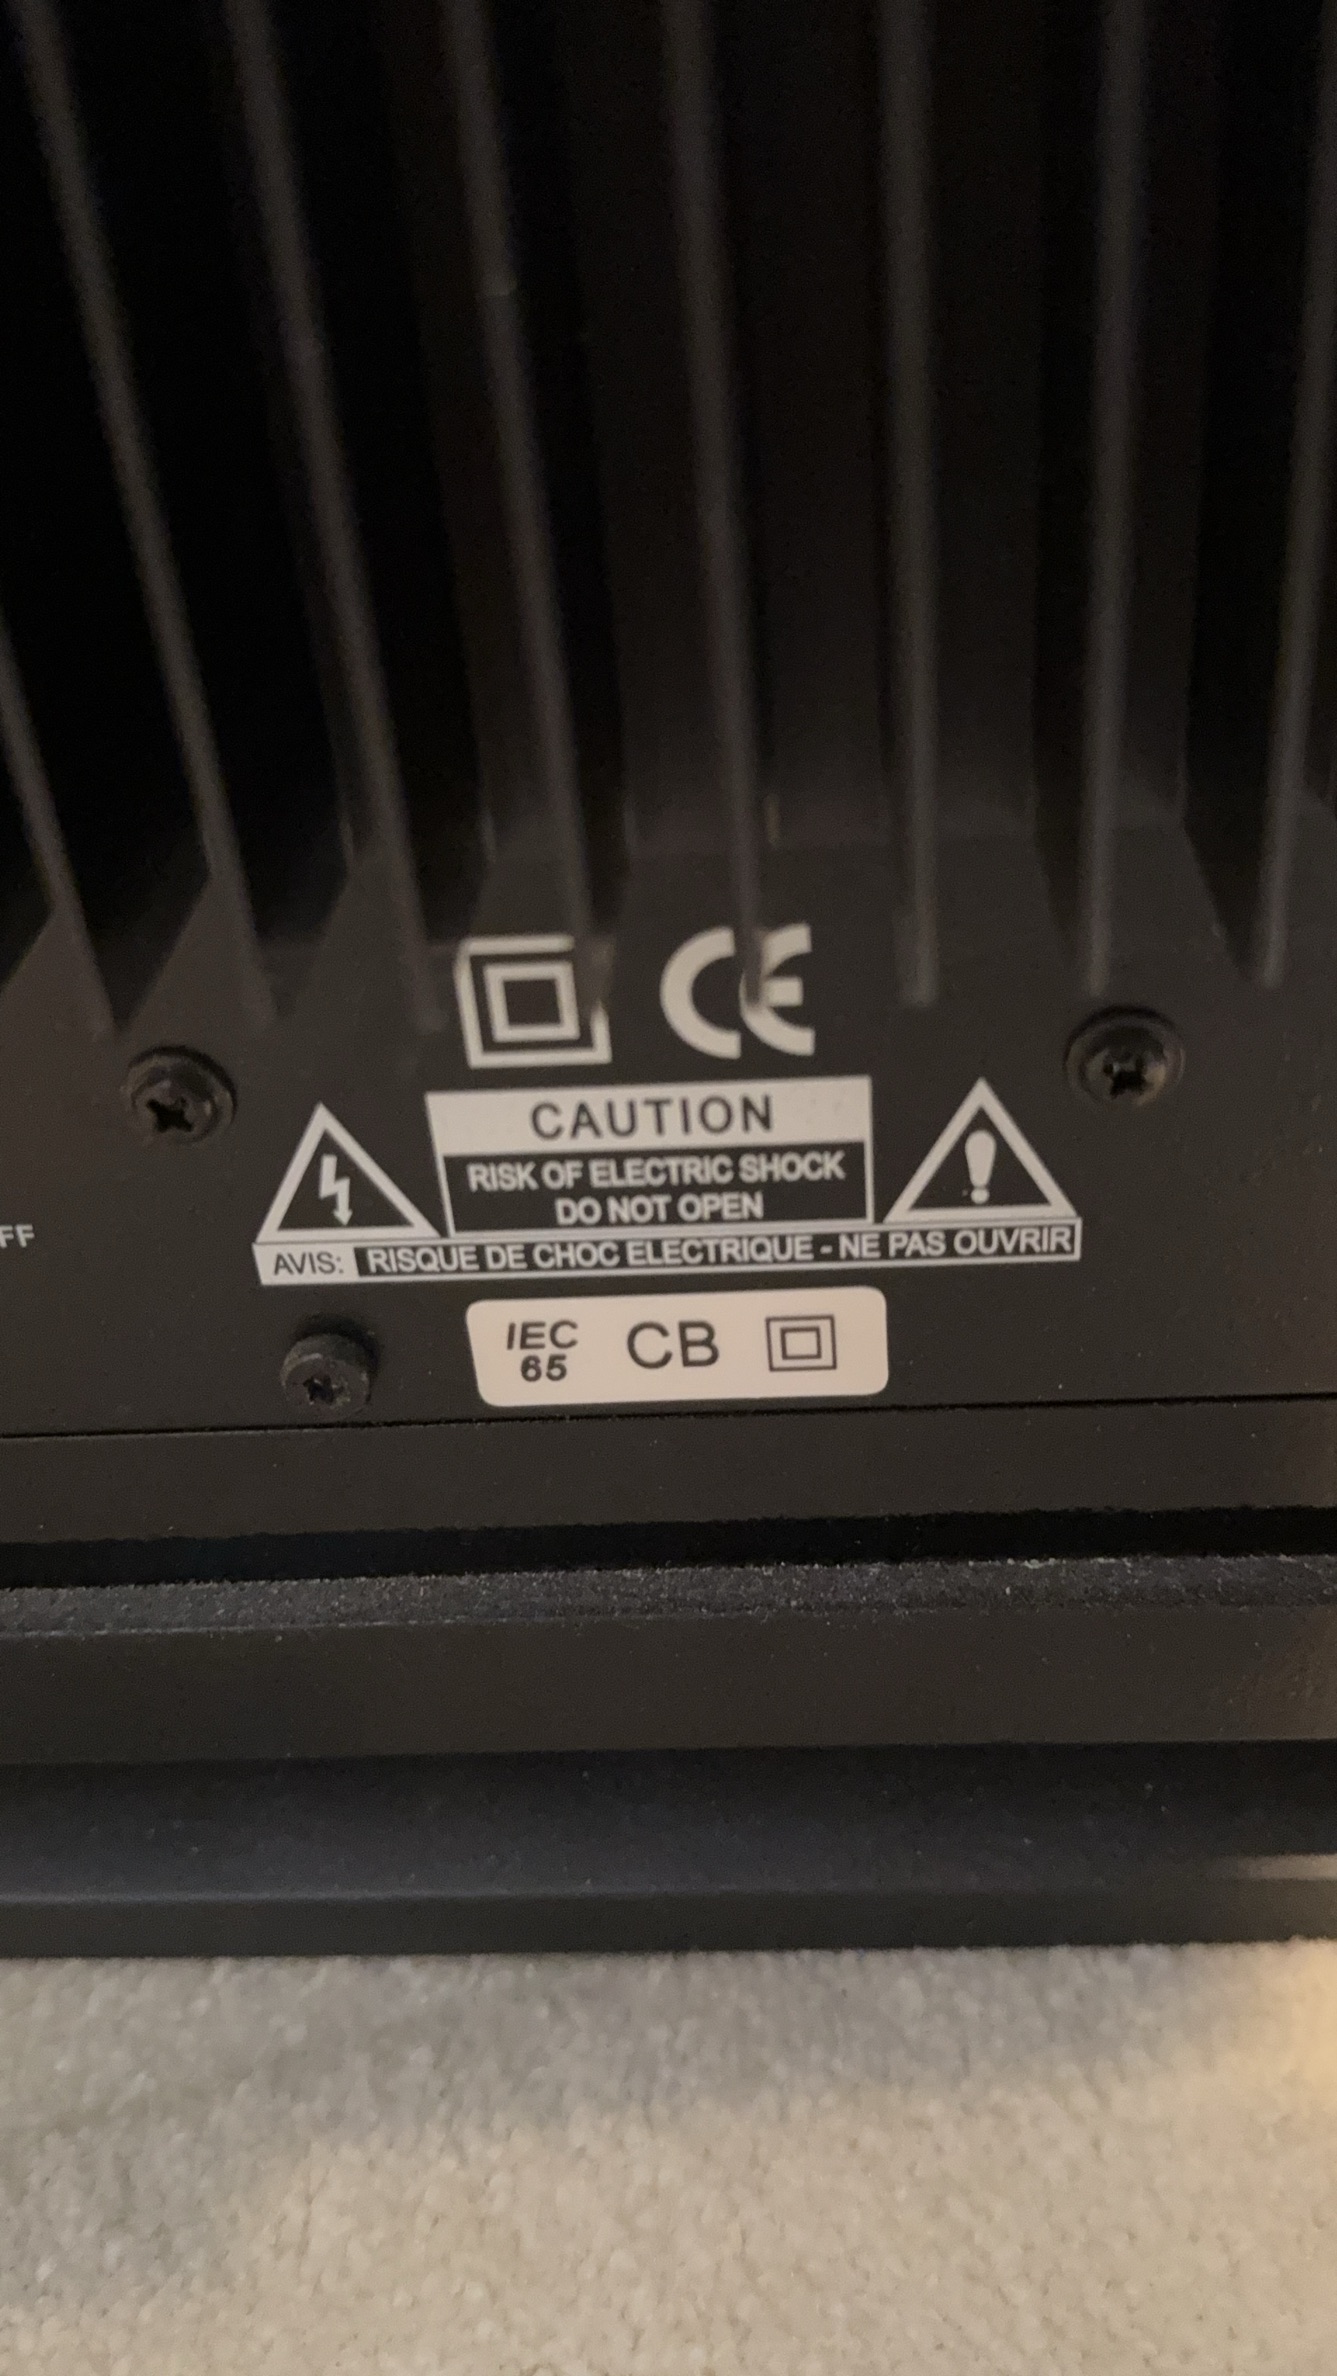 CE
CAUTION
RISK OF ELECTRIC SHOCK
DO NOT OPEN
FF
AVIS: RISQUE DE CHOC ELECTRIQUE - NE PAS OUVRIR
IEC
65
CB